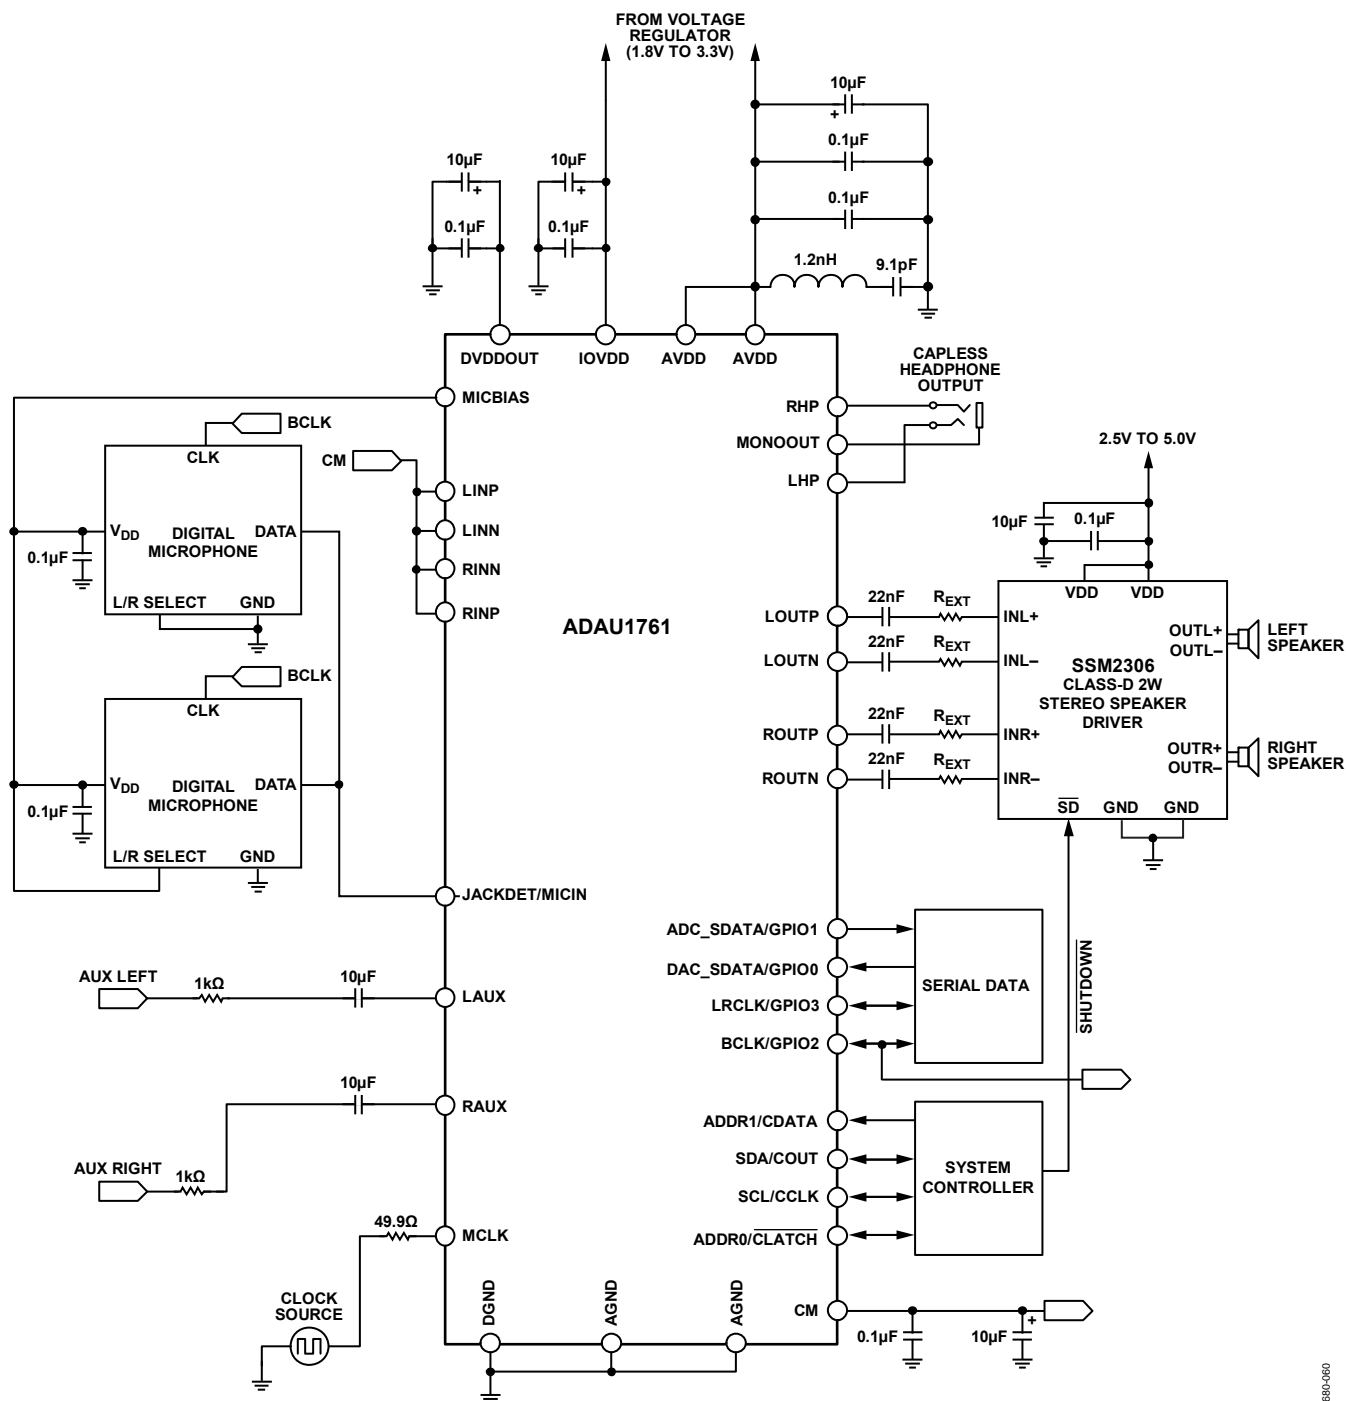 FROM VOLTAGE
REGULATOR
(1.8V TO 3.3V)
10µF
+
0.1µF
0.1µF
10µF
+
0.1µF
10µF
+
0.1µF
1.2nH
9.1pF
DVDDOUT
IOVDD
AVDD
AVDD
MICBIAS
BCLK
CLK
CM
LINP
LINN
RINN
RINP
VDD
DIGITAL
MICROPHONE
DATA
0.1µF
L/R SELECT
GND
BCLK
CLK
VDD
DIGITAL
MICROPHONE
DATA
0.1µF
L/R SELECT
GND
JACKDET/MICIN
AUX LEFT
1kΩ
10µF
LAUX
10µF
RAUX
AUX RIGHT
1kΩ
49.9Ω
MCLK
CLOCK
SOURCE
DGND
AGND
AGND
ADAU1761
CAPLESS
HEADPHONE
OUTPUT
RHP
MONOOUT
LHP
2.5V TO 5.0V
10µF
0.1µF
VDD
VDD
LOUTP
22nF
REXT
INL+
LOUTN
22nF
REXT
INL–
ROUTP
22nF
REXT
INR+
ROUTN
22nF
REXT
INR–
SSM2306
CLASS-D 2W
STEREO SPEAKER
DRIVER
OUTL+
OUTL–
LEFT
SPEAKER
OUTR+
OUTR–
RIGHT
SPEAKER
SD
GND
GND
SHUTDOWN
ADC_SDATA/GPIO1
DAC_SDATA/GPIO0
LRCLK/GPIO3
BCLK/GPIO2
SERIAL DATA
ADDR1/CDATA
SDA/COUT
SCL/CCLK
ADDR0/CLATCH
SYSTEM
CONTROLLER
CM
0.1µF
10µF
+
680-060